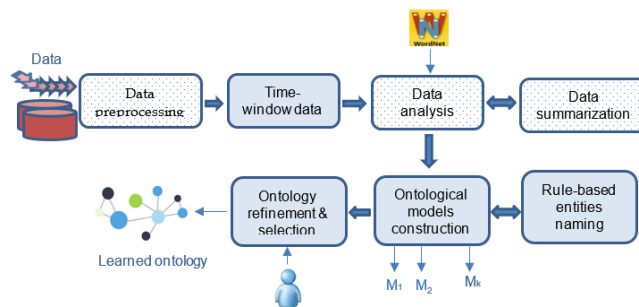 WordNet
Data
Data
preprocessing
Time-
window data
Data
analysis
Data
summarization
Ontology
refinement &
selection
Ontological
models
construction
Rule-based
entities
naming
Learned ontology
M1
M2
Mk